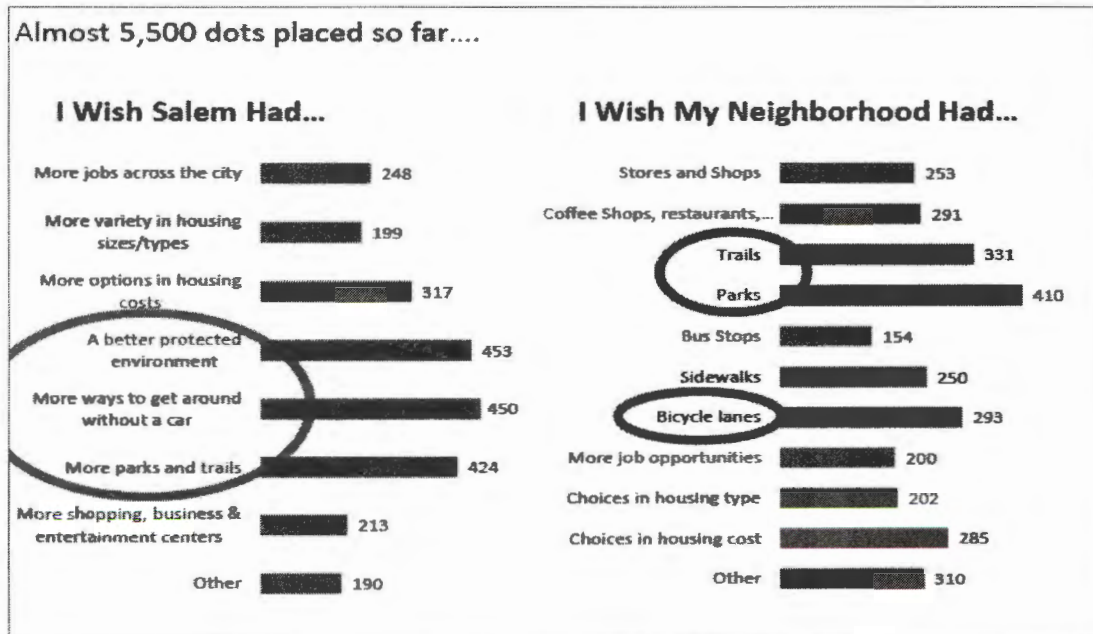 Almost 5,500 dots placed so far....
I Wish Salem Had...
More jobs across the city 248
More variety in housing
sizes/types 199
More options in housing
costs 317
A better protected
environment 453
More ways to get around
without a car 450
More parks and trails 424
More shopping, business &
entertainment centers 213
Other 190
I Wish My Neighborhood Had...
Stores and Shops 253
Coffee Shops, restaurants,... 291
Trails 331
Parks 410
Bus Stops 154
Sidewalks 250
Bicycle lanes 293
More job opportunities 200
Choices in housing type 202
Choices in housing cost 285
Other 310